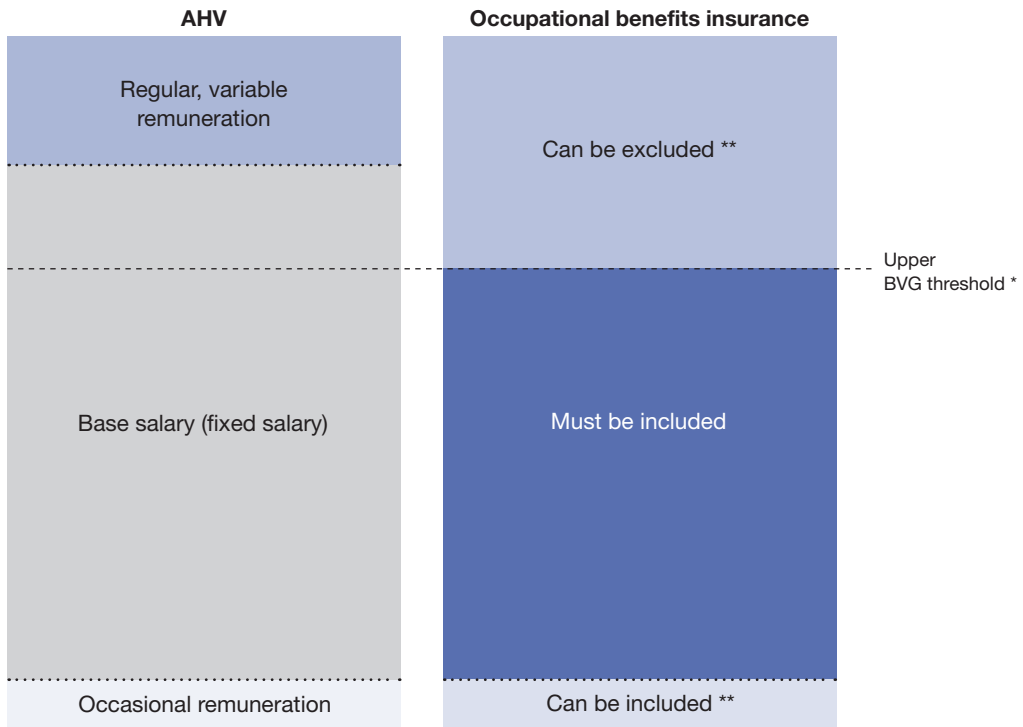 AHV
Occupational benefits insurance
Regular, variable
remuneration
Can be excluded **
Upper
BVG threshold *
Base salary (fixed salary)
Must be included
Occasional remuneration
Can be included **